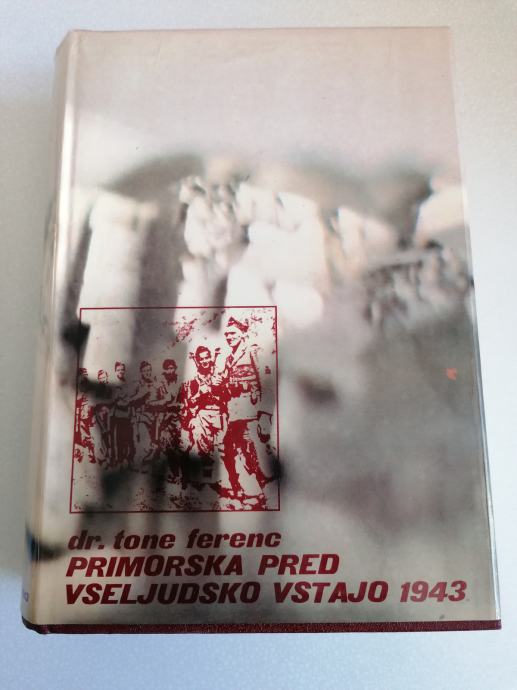 dr. tone ferenc
PRIMORSKA PRED
VSELJUDSKO VSTAJO 1943